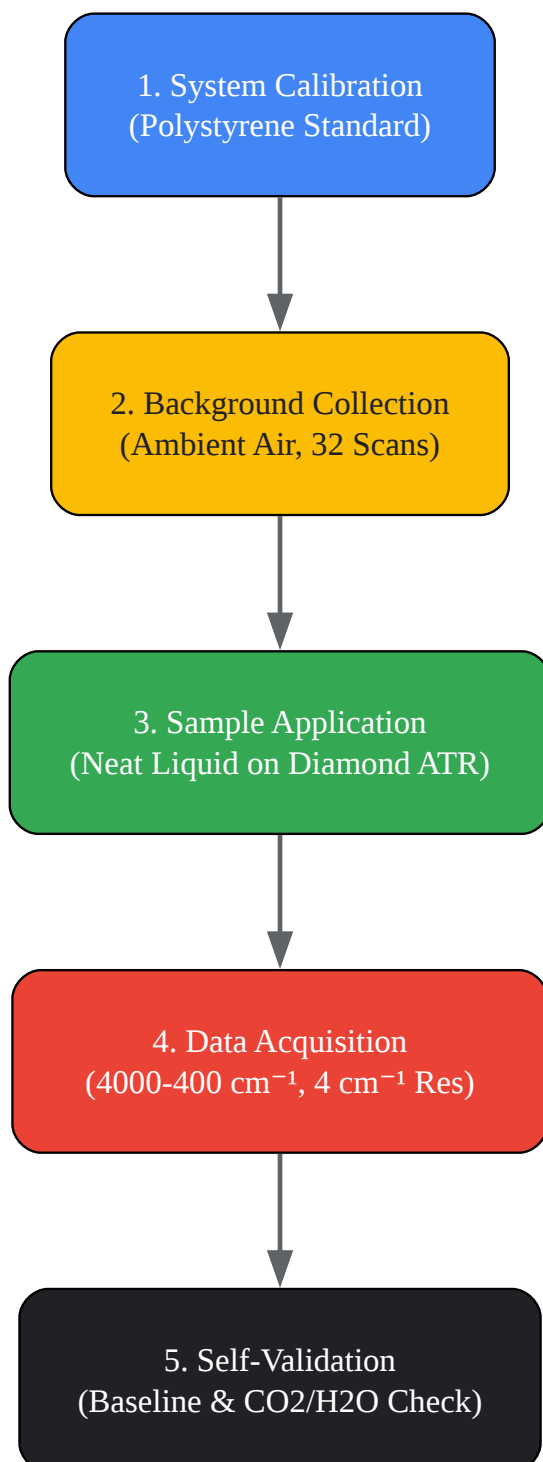 1. System Calibration
(Polystyrene Standard)
2. Background Collection
(Ambient Air, 32 Scans)
3. Sample Application
(Neat Liquid on Diamond ATR)
4. Data Acquisition
(4000-400 cm⁻¹, 4 cm⁻¹ Res)
5. Self-Validation
(Baseline & CO2/H2O Check)